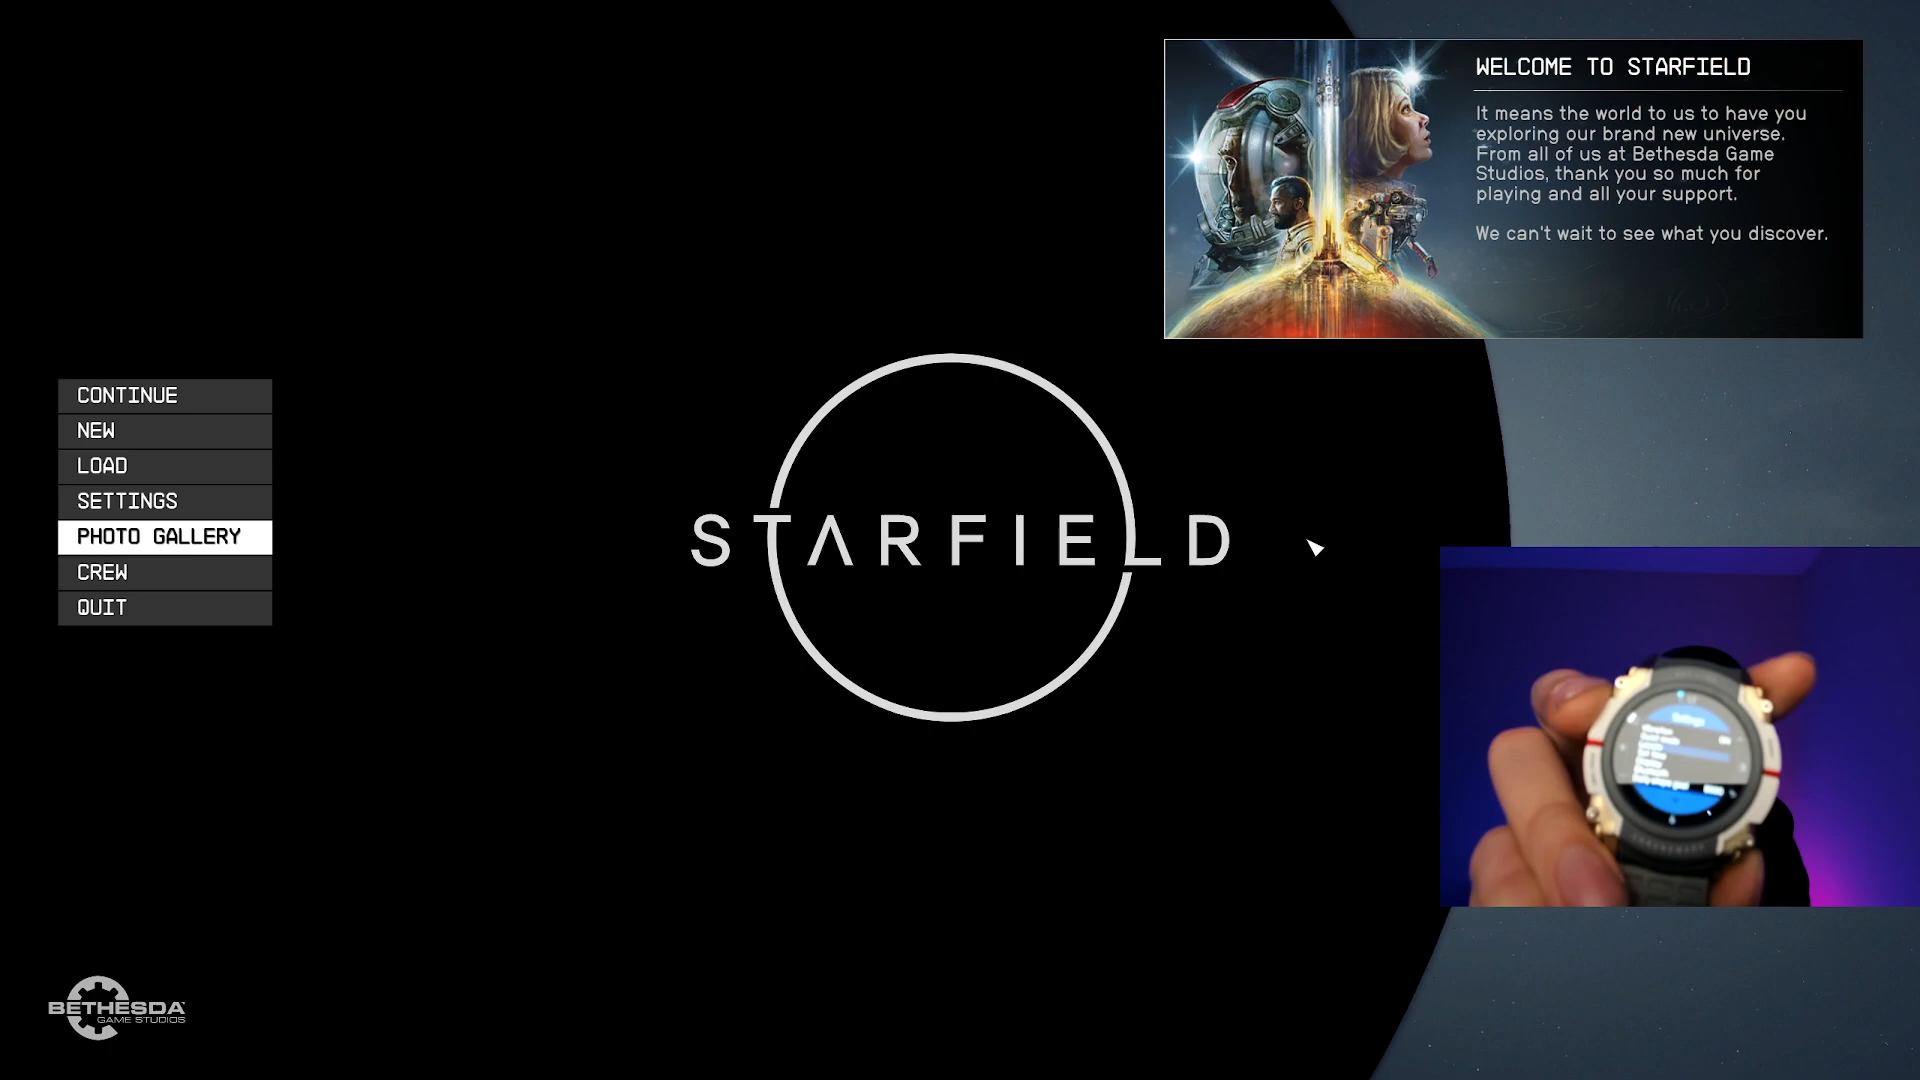 WELCOME TO STARFIELD
It means the world to us to have you
exploring our brand new universe.
From all of us at Bethesda Game
Studios, thank you so much for
playing and all your support.
We can't wait to see what you discover.
CONTINUE
NEW
LOAD
SETTINGS
PHOTO GALLERY
CREW
QUIT
STARFIELD
Settings
BETHESDA
GAME STUDIOS